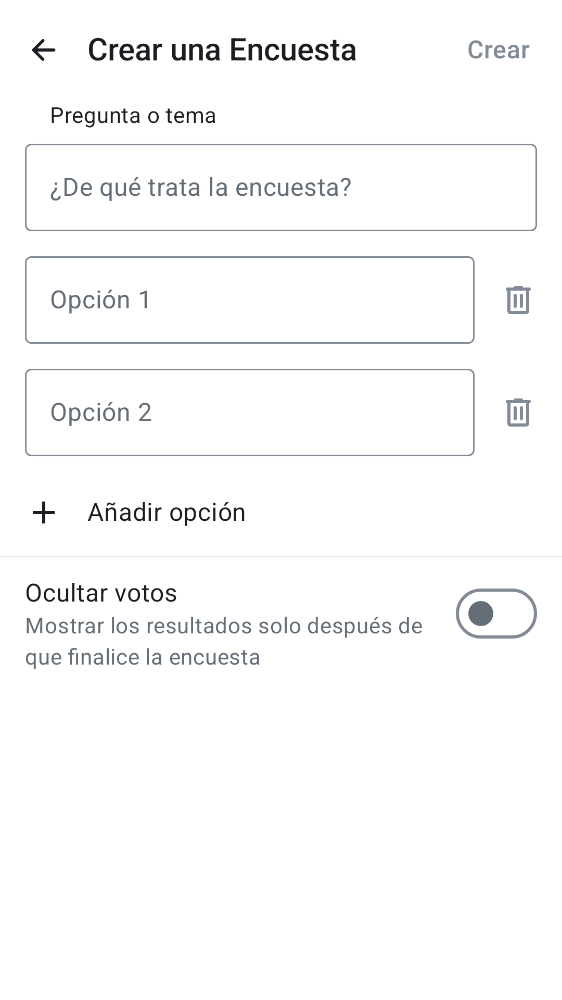 Crear una Encuesta
Crear
Pregunta o tema
¿De qué trata la encuesta?
Opción 1
Opción 2
Añadir opción
Ocultar votos
Mostrar los resultados solo después de
que finalice la encuesta